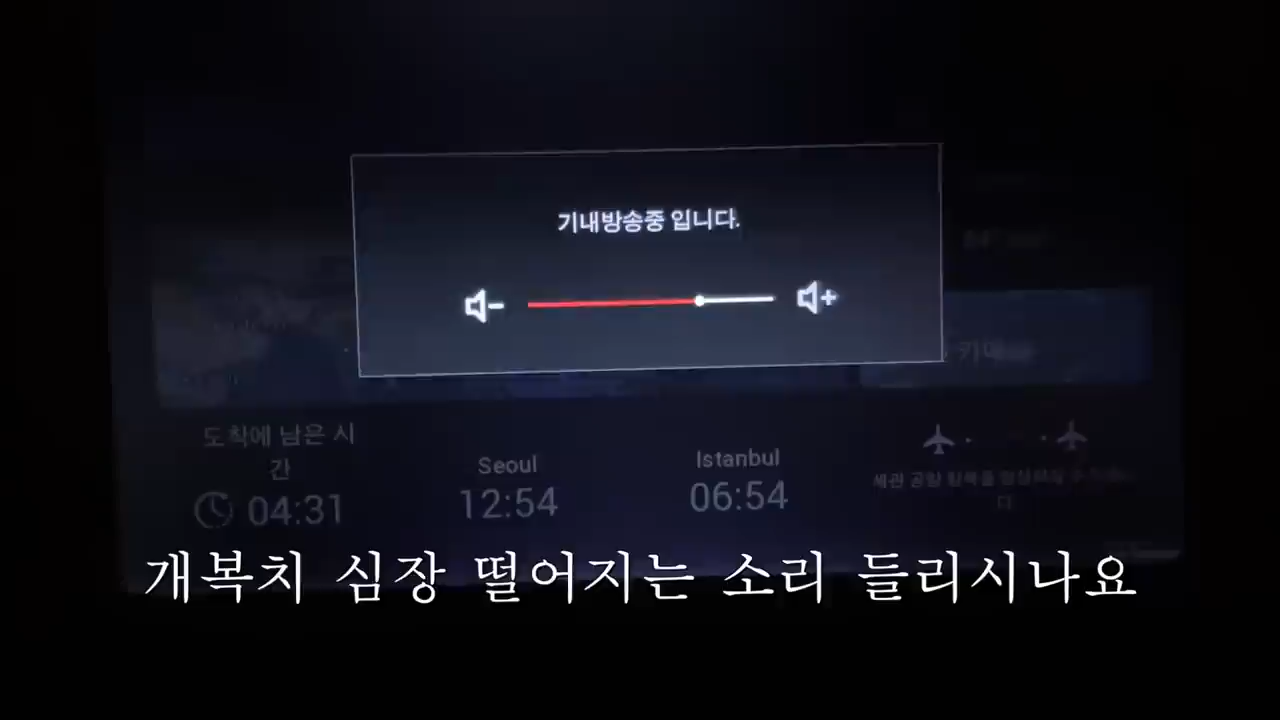 기내방송중 입니다.
도착에 남은 시
간
04:31
Seoul
12:54
Istanbul
06:54
개복치 심장 떨어지는 소리 들리시나요